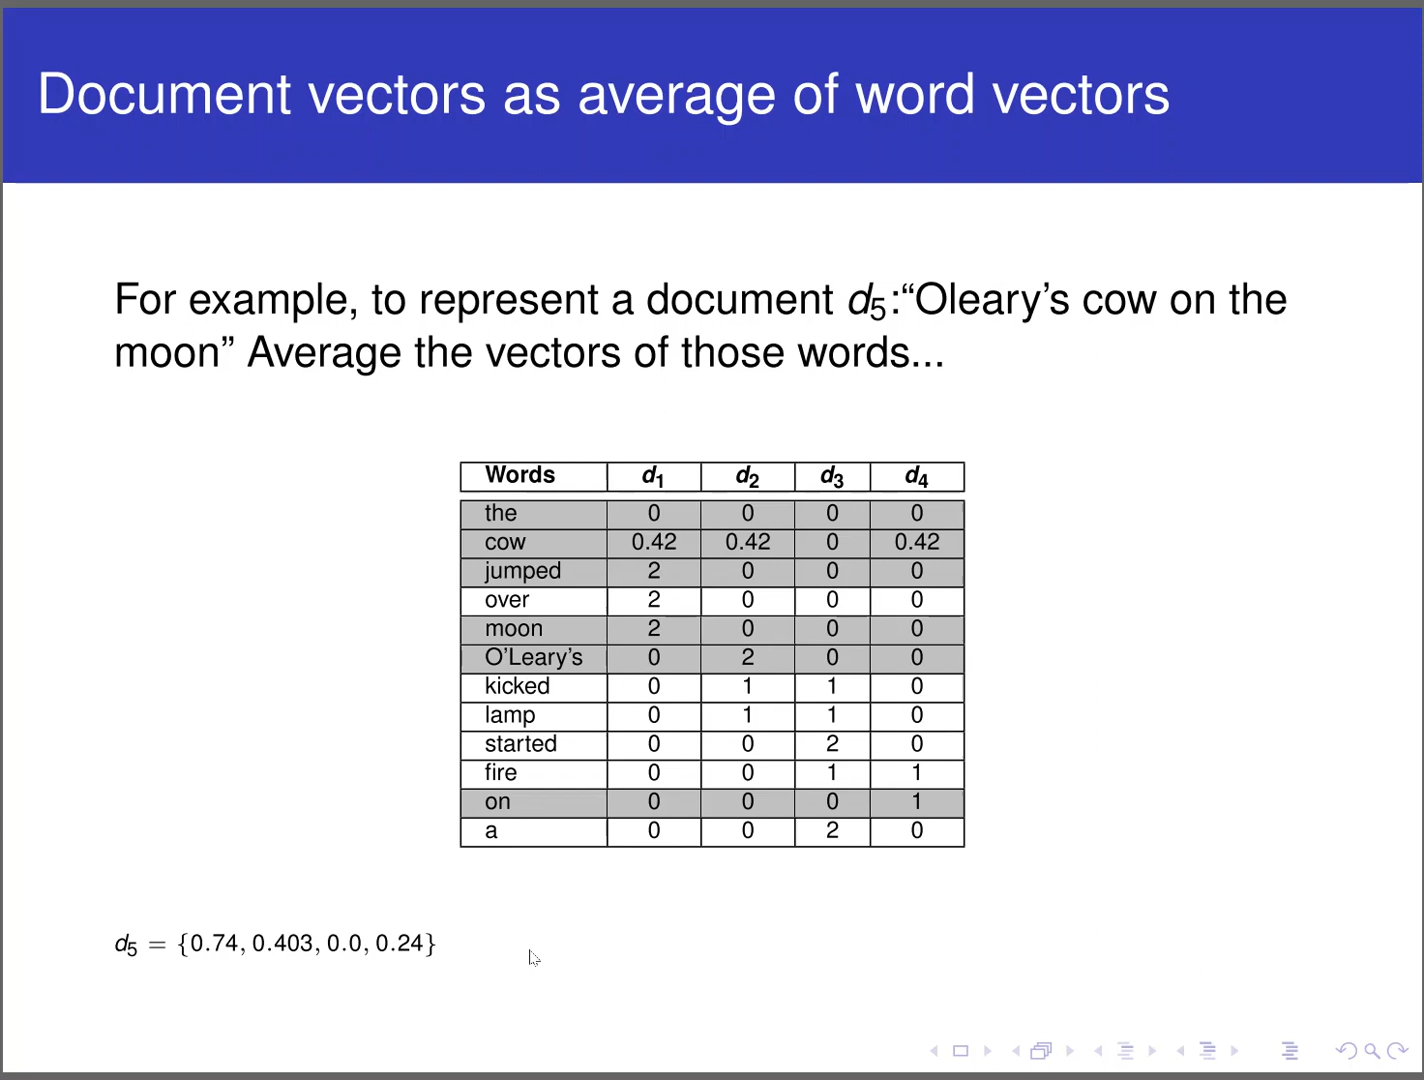 Document vectors as average of word vectors
For example, to represent a document d5:“Oleary’s cow on the
moon” Average the vectors of those words...
Words d1 d2 d3 d4
the 0 0 0 0
cow 0.42 0.42 0 0.42
jumped 2 0 0 0
over 2 0 0 0
moon 2 0 0 0
O’Leary’s 0 2 0 0
kicked 0 1 1 0
lamp 0 1 1 0
started 0 0 2 0
fire 0 0 1 1
on 0 0 0 1
a 0 0 2 0
d5 = {0.74, 0.403, 0.0, 0.24}